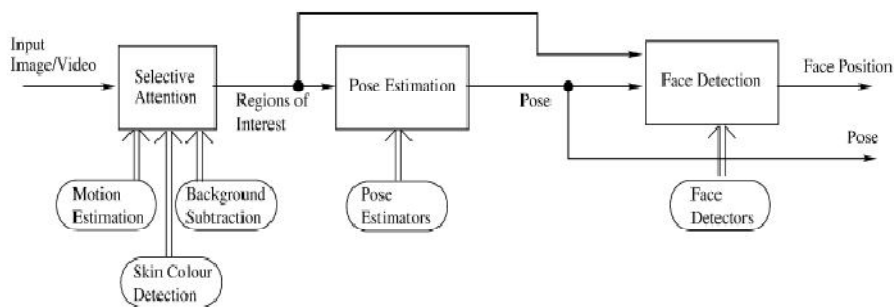 Input
Image/Video
Selective
Attention
Regions of
Interest
Pose Estimation
Pose
Face Detection
Face Position
Pose
Motion
Estimation
Background
Subtraction
Skin Colour
Detection
Pose
Estimators
Face
Detectors